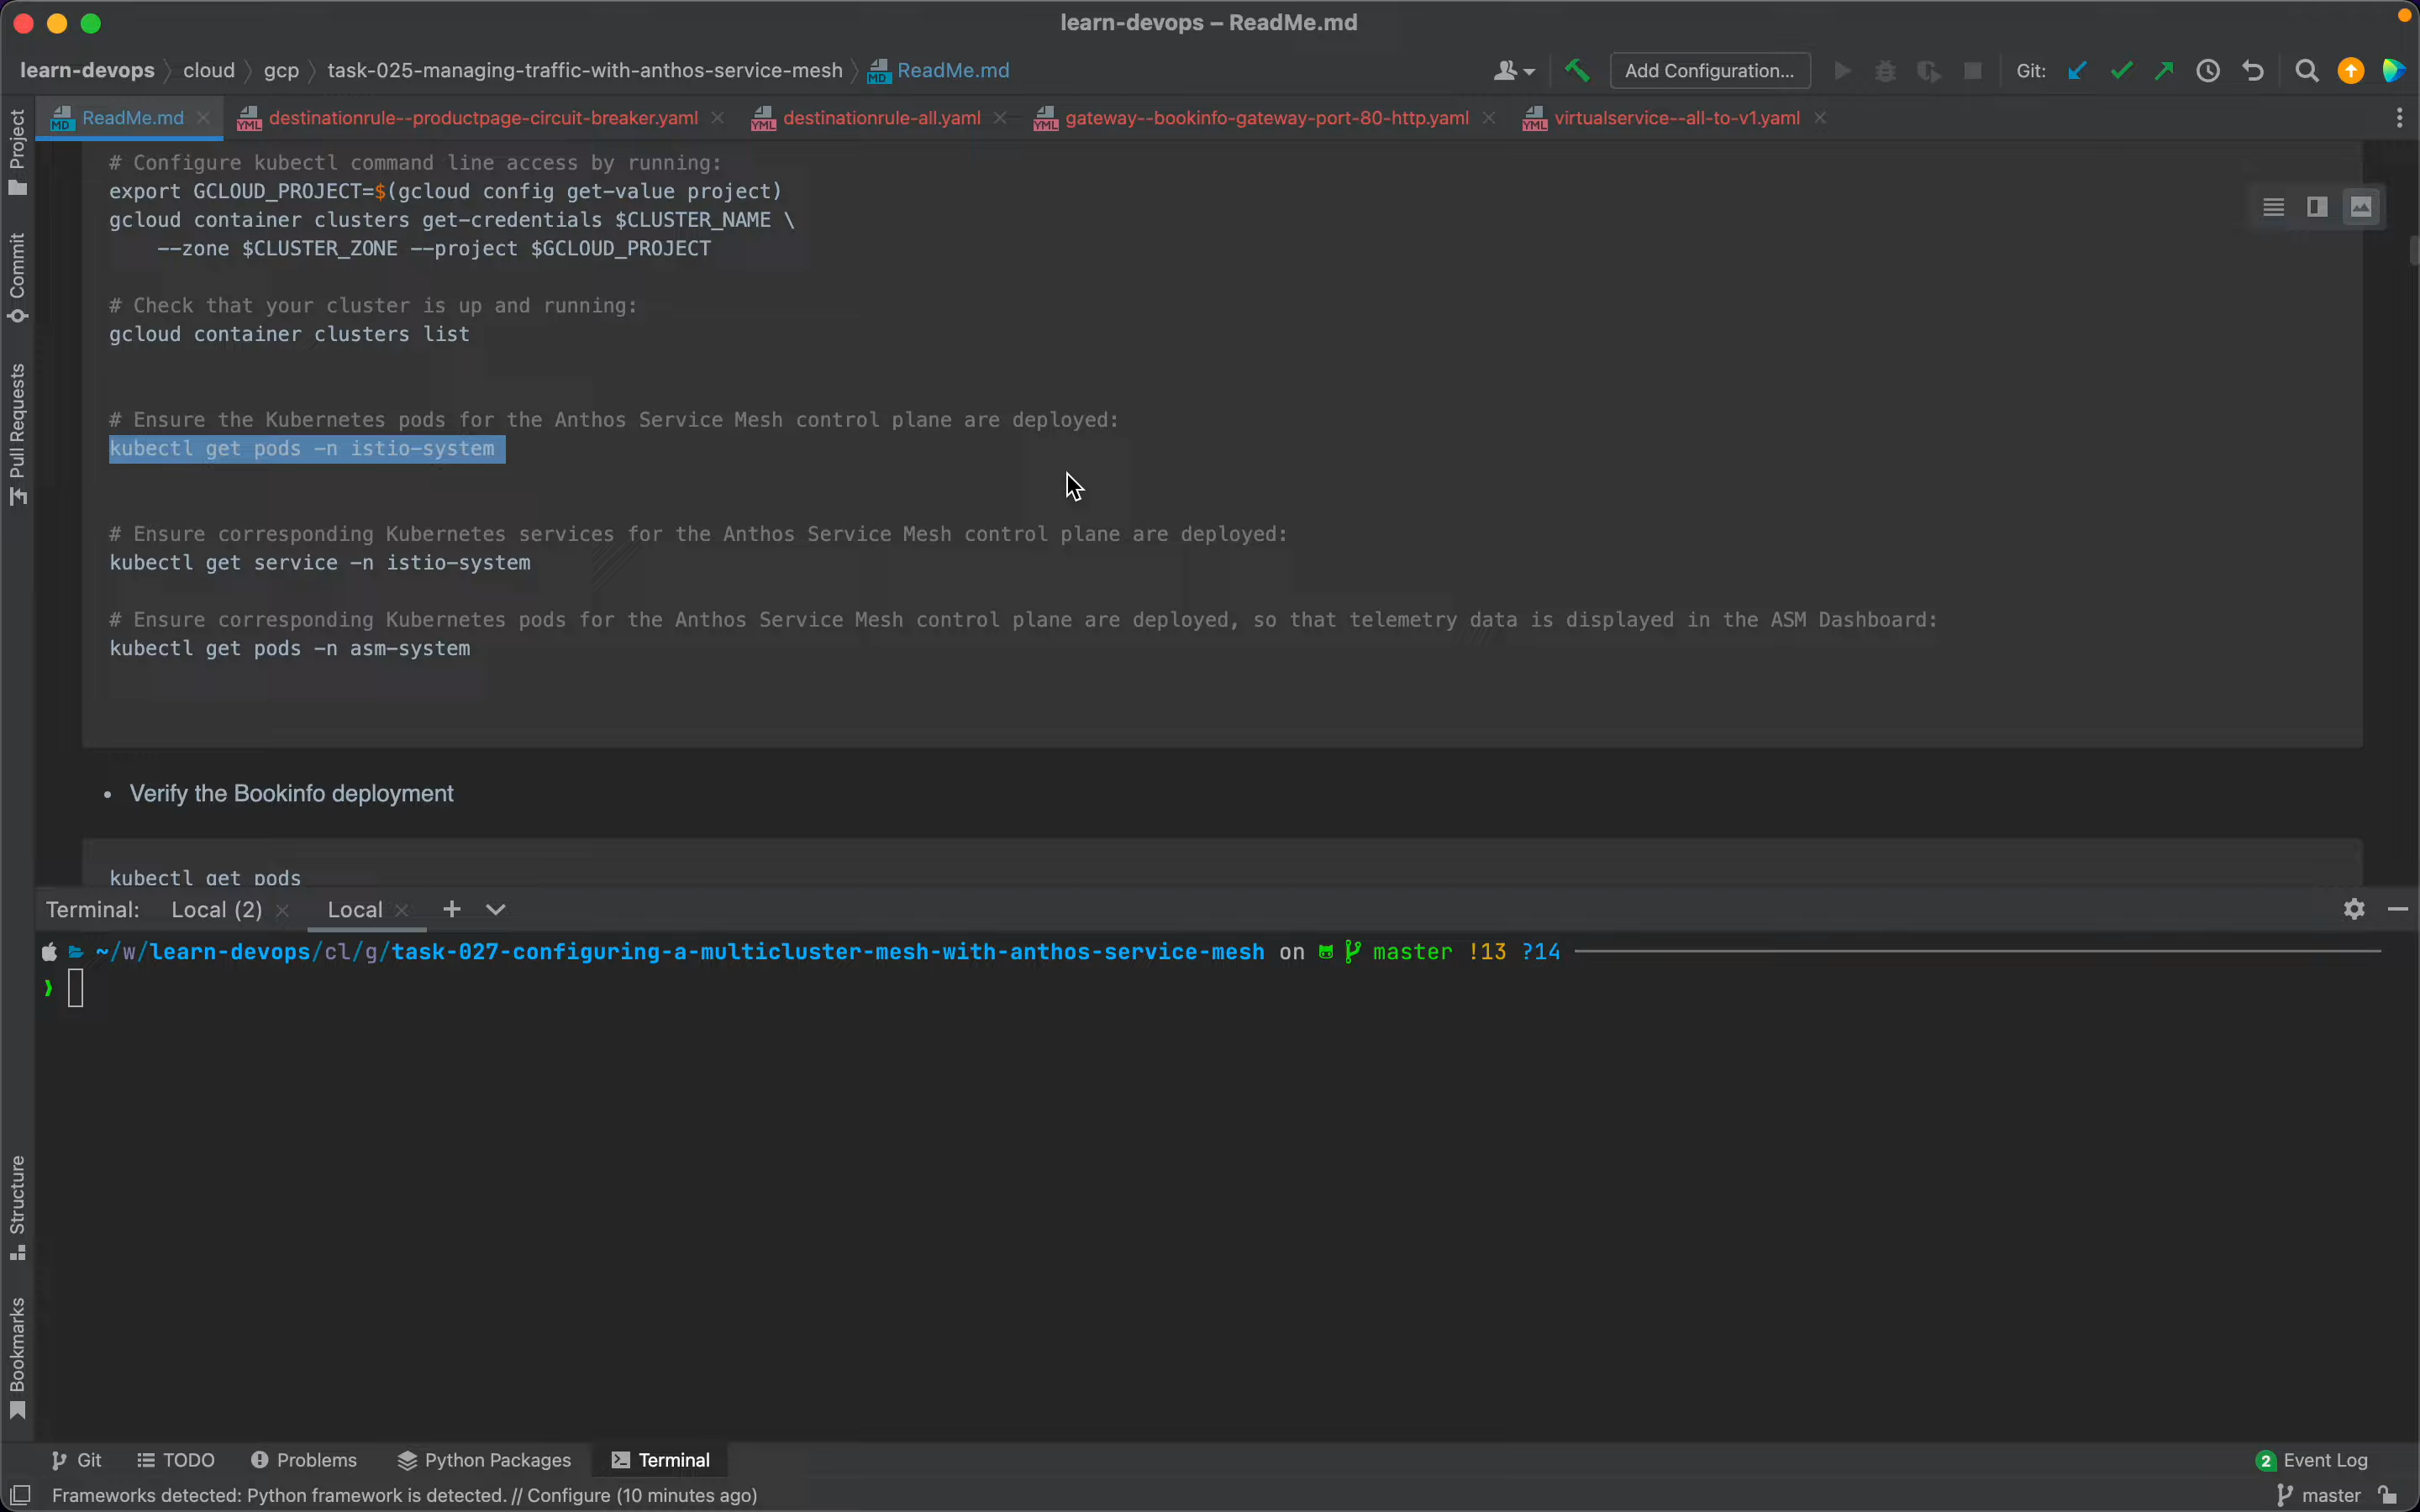 learn-devops – ReadMe.md
learn-devops cloud gcp task-025-managing-traffic-with-anthos-service-mesh ReadMe.md Add Configuration... Git:
ReadMe.md destinationrule--productpage-circuit-breaker.yaml destinationrule-all.yaml gateway--bookinfo-gateway-port-80-http.yaml virtualservice--all-to-v1.yaml
Project
Commit
Pull Requests
Structure
Bookmarks
# Configure kubectl command line access by running:
export GCLOUD_PROJECT=$(gcloud config get-value project)
gcloud container clusters get-credentials $CLUSTER_NAME \
--zone $CLUSTER_ZONE --project $GCLOUD_PROJECT
# Check that your cluster is up and running:
gcloud container clusters list
# Ensure the Kubernetes pods for the Anthos Service Mesh control plane are deployed:
kubectl get pods -n istio-system
# Ensure corresponding Kubernetes services for the Anthos Service Mesh control plane are deployed:
kubectl get service -n istio-system
# Ensure corresponding Kubernetes pods for the Anthos Service Mesh control plane are deployed, so that telemetry data is displayed in the ASM Dashboard:
kubectl get pods -n asm-system
• Verify the Bookinfo deployment
kubectl get pods
Terminal: Local (2) Local
~/w/learn-devops/cl/g/task-027-configuring-a-multicluster-mesh-with-anthos-service-mesh on master !13 ?14
❯
Git TODO Problems Python Packages Terminal 2 Event Log
Frameworks detected: Python framework is detected. // Configure (10 minutes ago) master